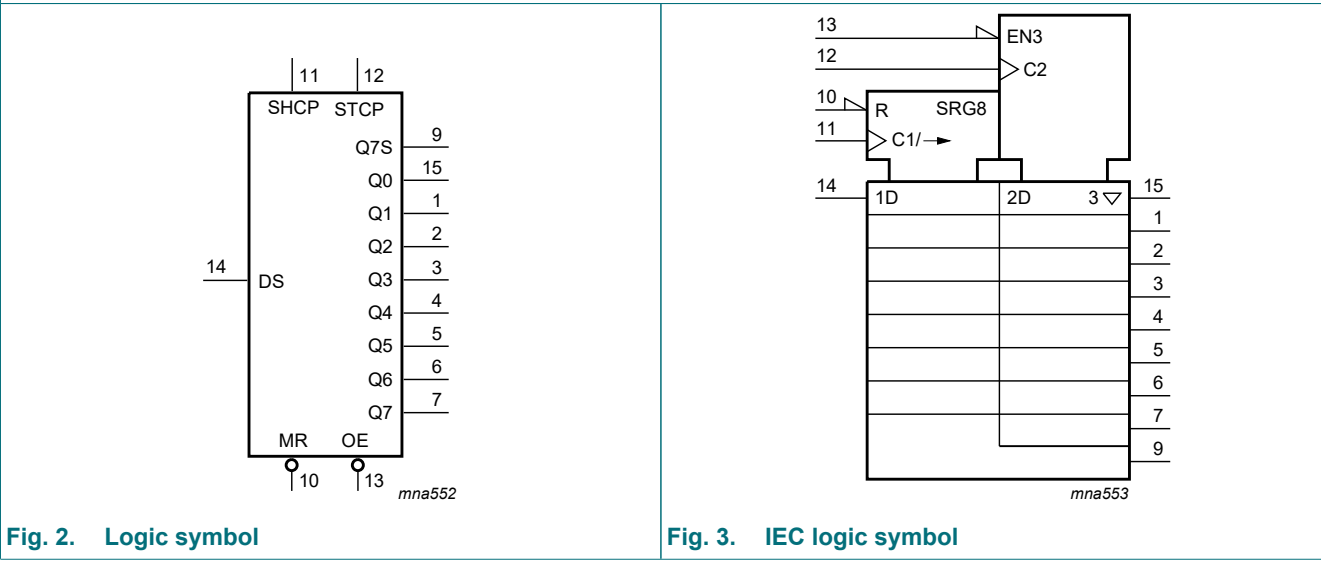 11 12
SHCP STCP
Q7S 9
Q0 15
Q1 1
Q2 2
14 DS Q3 3
Q4 4
Q5 5
Q6 6
Q7 7
MR OE
10 13
mna552
Fig. 2. Logic symbol
13 EN3
12 C2
10 R SRG8
11 C1/
14 1D 2D 3 15
1
2
3
4
5
6
7
9
mna553
Fig. 3. IEC logic symbol